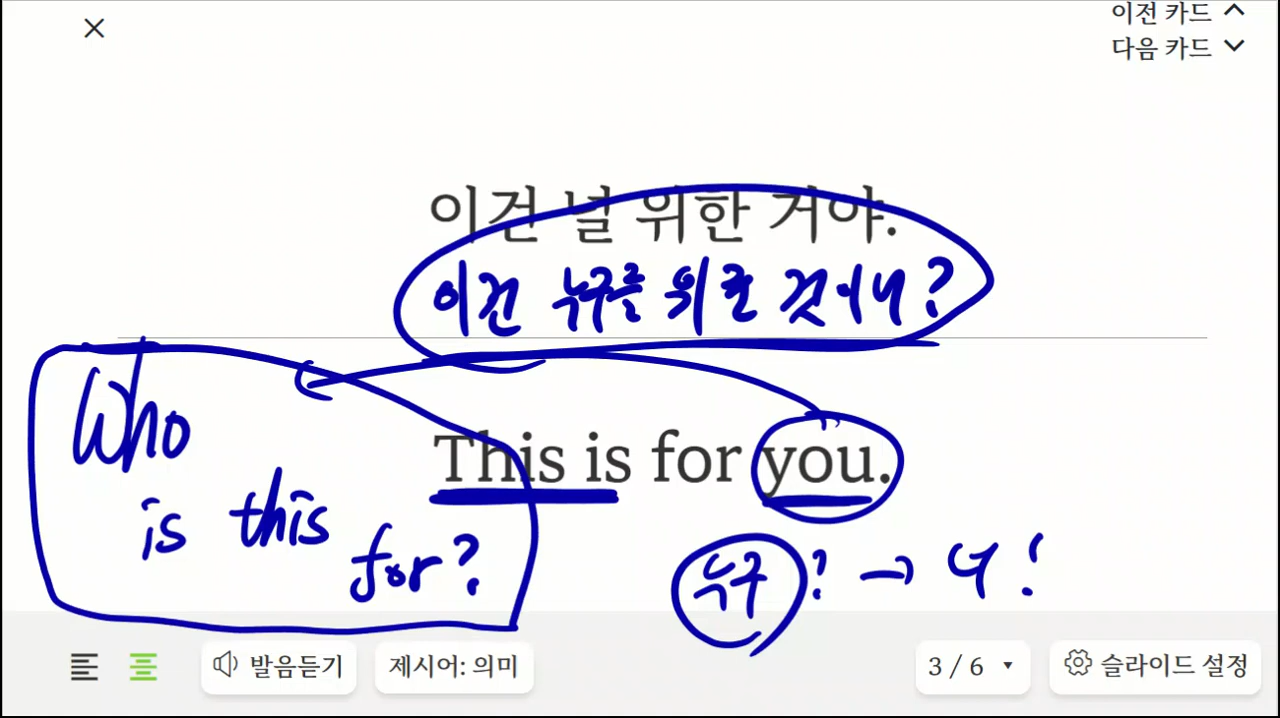 이전 카드
다음 카드
이건 널 위한 거야.
이건 누구를 위한 것이니?
This is for you.
Who
is this
for?
누구? → 너!
발음듣기
제시어: 의미
3 / 6
슬라이드 설정